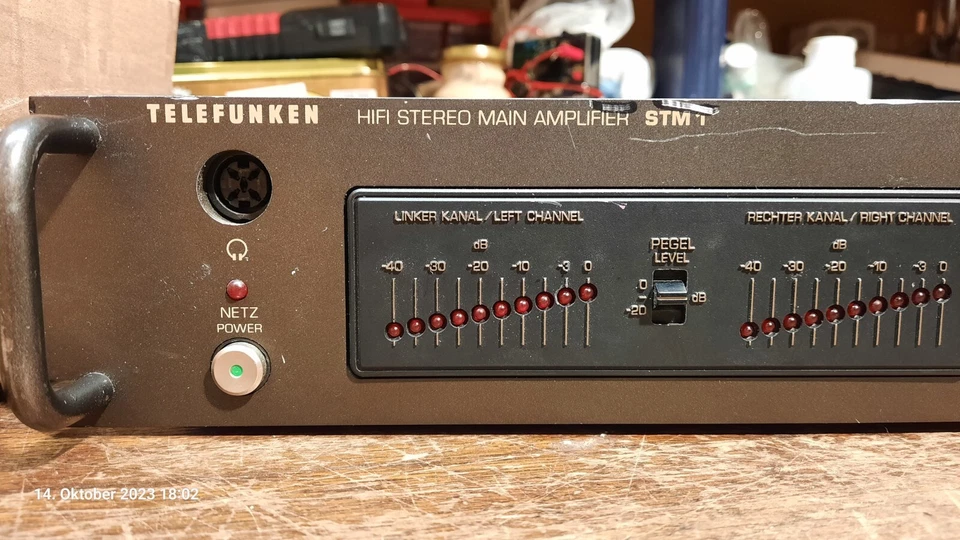 TELEFUNKEN HIFI STEREO MAIN AMPLIFIER STM 1
LINKER KANAL/LEFT CHANNEL
dB
-40 -30 -20 -10 -3 0
PEGEL
LEVEL
0
-20
dB
RECHTER KANAL/RIGHT CHANNEL
dB
-40 -30 -20 -10 -3 0
NETZ
POWER
14. Oktober 2023 18:02